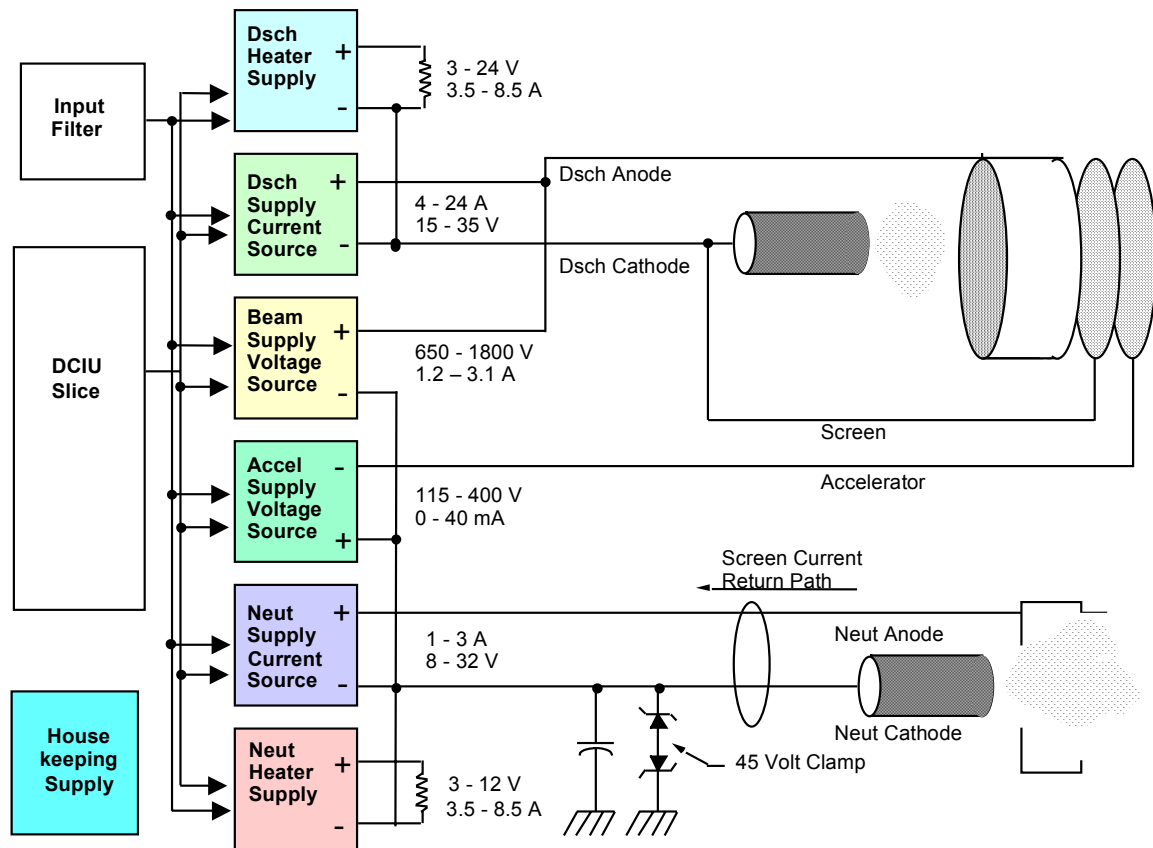 Input
Filter
DCIU
Slice
House
keeping
Supply
Dsch
Heater
Supply
+
-
3 - 24 V
3.5 - 8.5 A
Dsch
Supply
Current
Source
+
-
4 - 24 A
15 - 35 V
Dsch Anode
Dsch Cathode
Beam
Supply
Voltage
Source
+
-
650 - 1800 V
1.2 – 3.1 A
Screen
Accel
Supply
Voltage
Source
-
+
115 - 400 V
0 - 40 mA
Accelerator
Neut
Supply
Current
Source
+
-
1 - 3 A
8 - 32 V
Screen Current
Return Path
Neut Anode
Neut Cathode
45 Volt Clamp
Neut
Heater
Supply
+
-
3 - 12 V
3.5 - 8.5 A